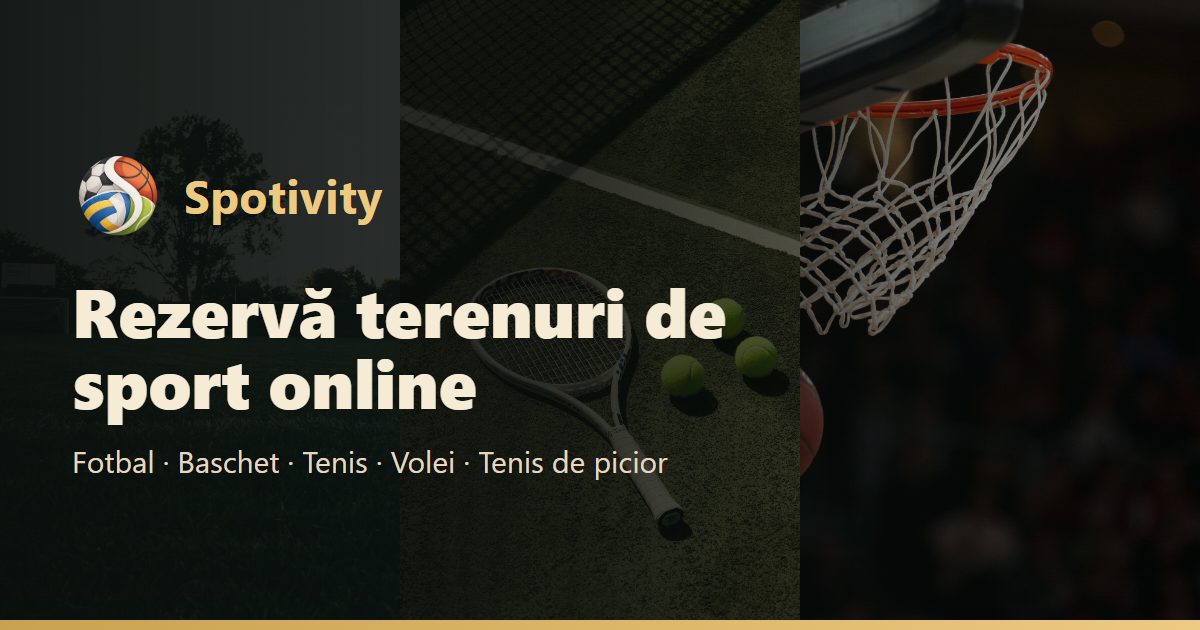 Spotivity
Rezervă terenuri de
sport online
Fotbal · Baschet · Tenis · Volei · Tenis de picior